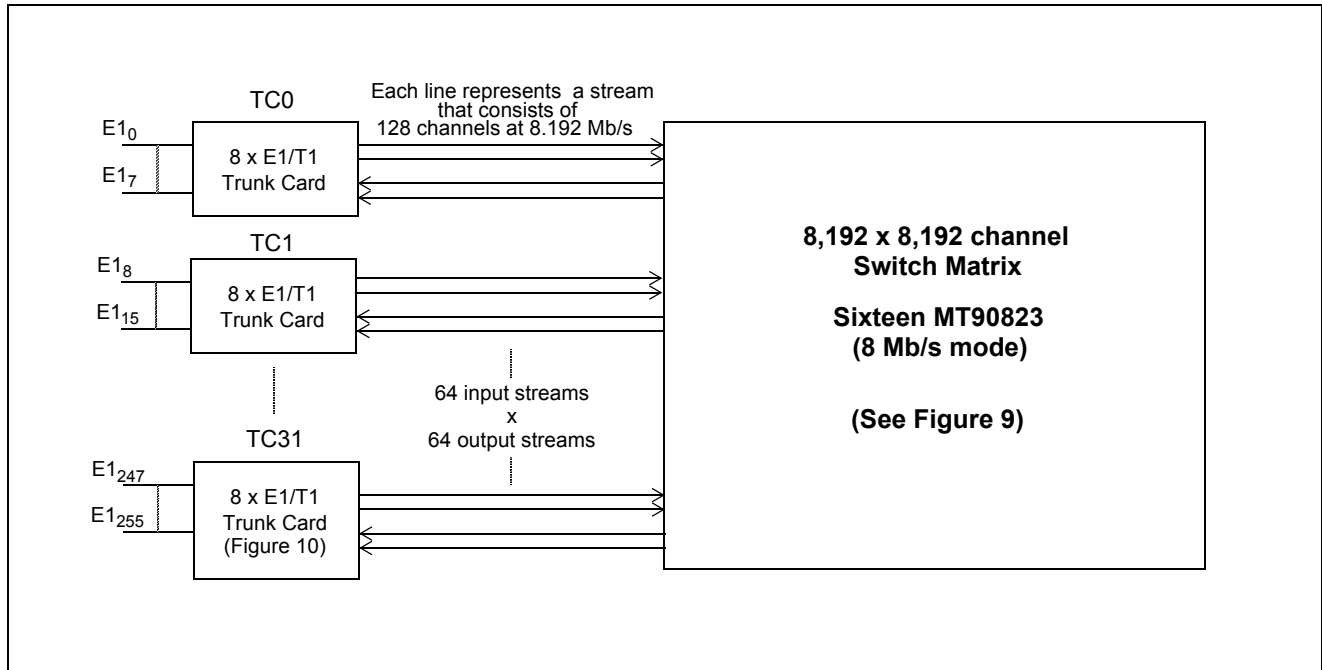 TC0
Each line represents a stream
that consists of
128 channels at 8.192 Mb/s
E1₀
E1₇
8 x E1/T1
Trunk Card
TC1
E1₈
E1₁₅
8 x E1/T1
Trunk Card
64 input streams
x
64 output streams
TC31
E1₂₄₇
E1₂₅₅
8 x E1/T1
Trunk Card
(Figure 10)
8,192 x 8,192 channel
Switch Matrix
Sixteen MT90823
(8 Mb/s mode)
(See Figure 9)